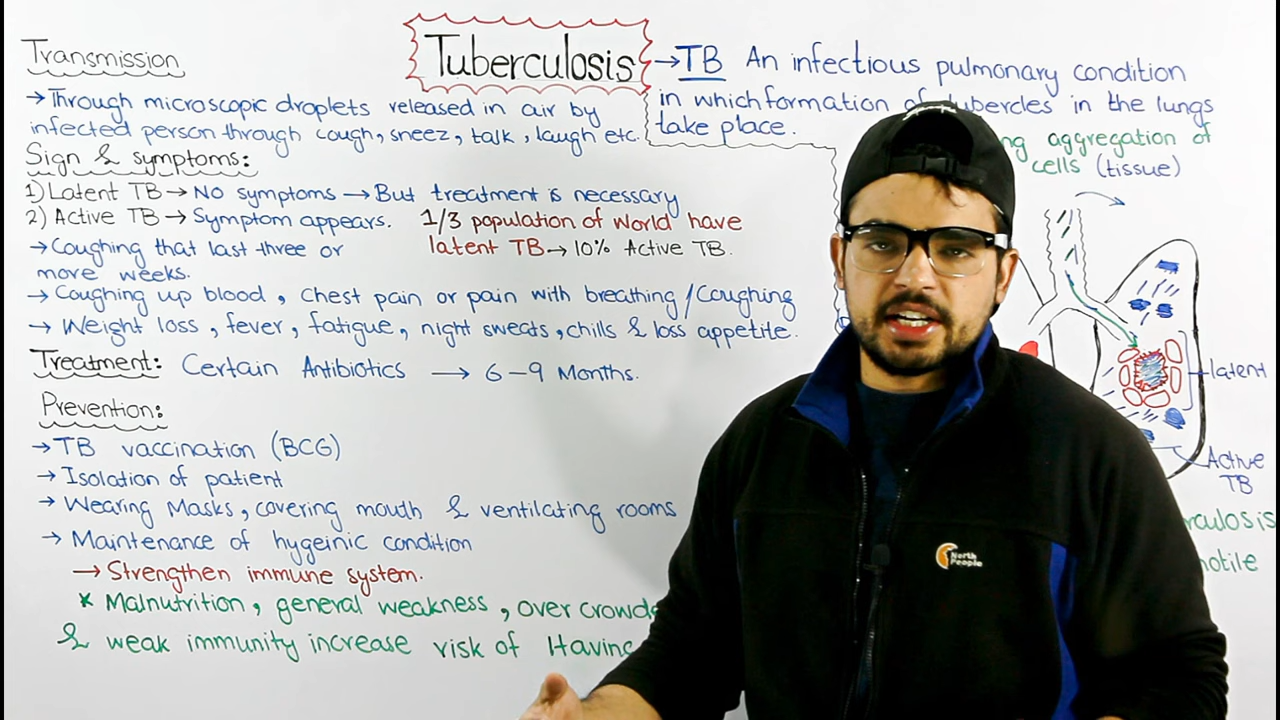 Tuberculosis
→ TB An infectious pulmonary condition
in which formation of tubercles in the lungs
take place.
aggregation of
cells (tissue)
Transmission
→ Through microscopic droplets released in air by
infected person through cough, sneez, talk, laugh etc.
Sign & symptoms:
1) Latent TB → No symptoms → But treatment is necessary
2) Active TB → Symptom appears. 1/3 population of world have
latent TB → 10% Active TB.
→ Coughing that last three or
more weeks.
→ Coughing up blood, Chest pain or pain with breathing/Coughing
→ Weight loss, fever, fatigue, night sweats, chills & loss appetite.
Treatment: Certain Antibiotics → 6-9 Months.
Prevention:
→ TB vaccination (BCG)
→ Isolation of patient
→ Wearing Masks, covering mouth & ventilating rooms
→ Maintenance of hygeinic condition
→ Strengthen immune system.
* Malnutrition, general weakness, over
& weak immunity increase risk of Having
latent
Active
TB
North
People